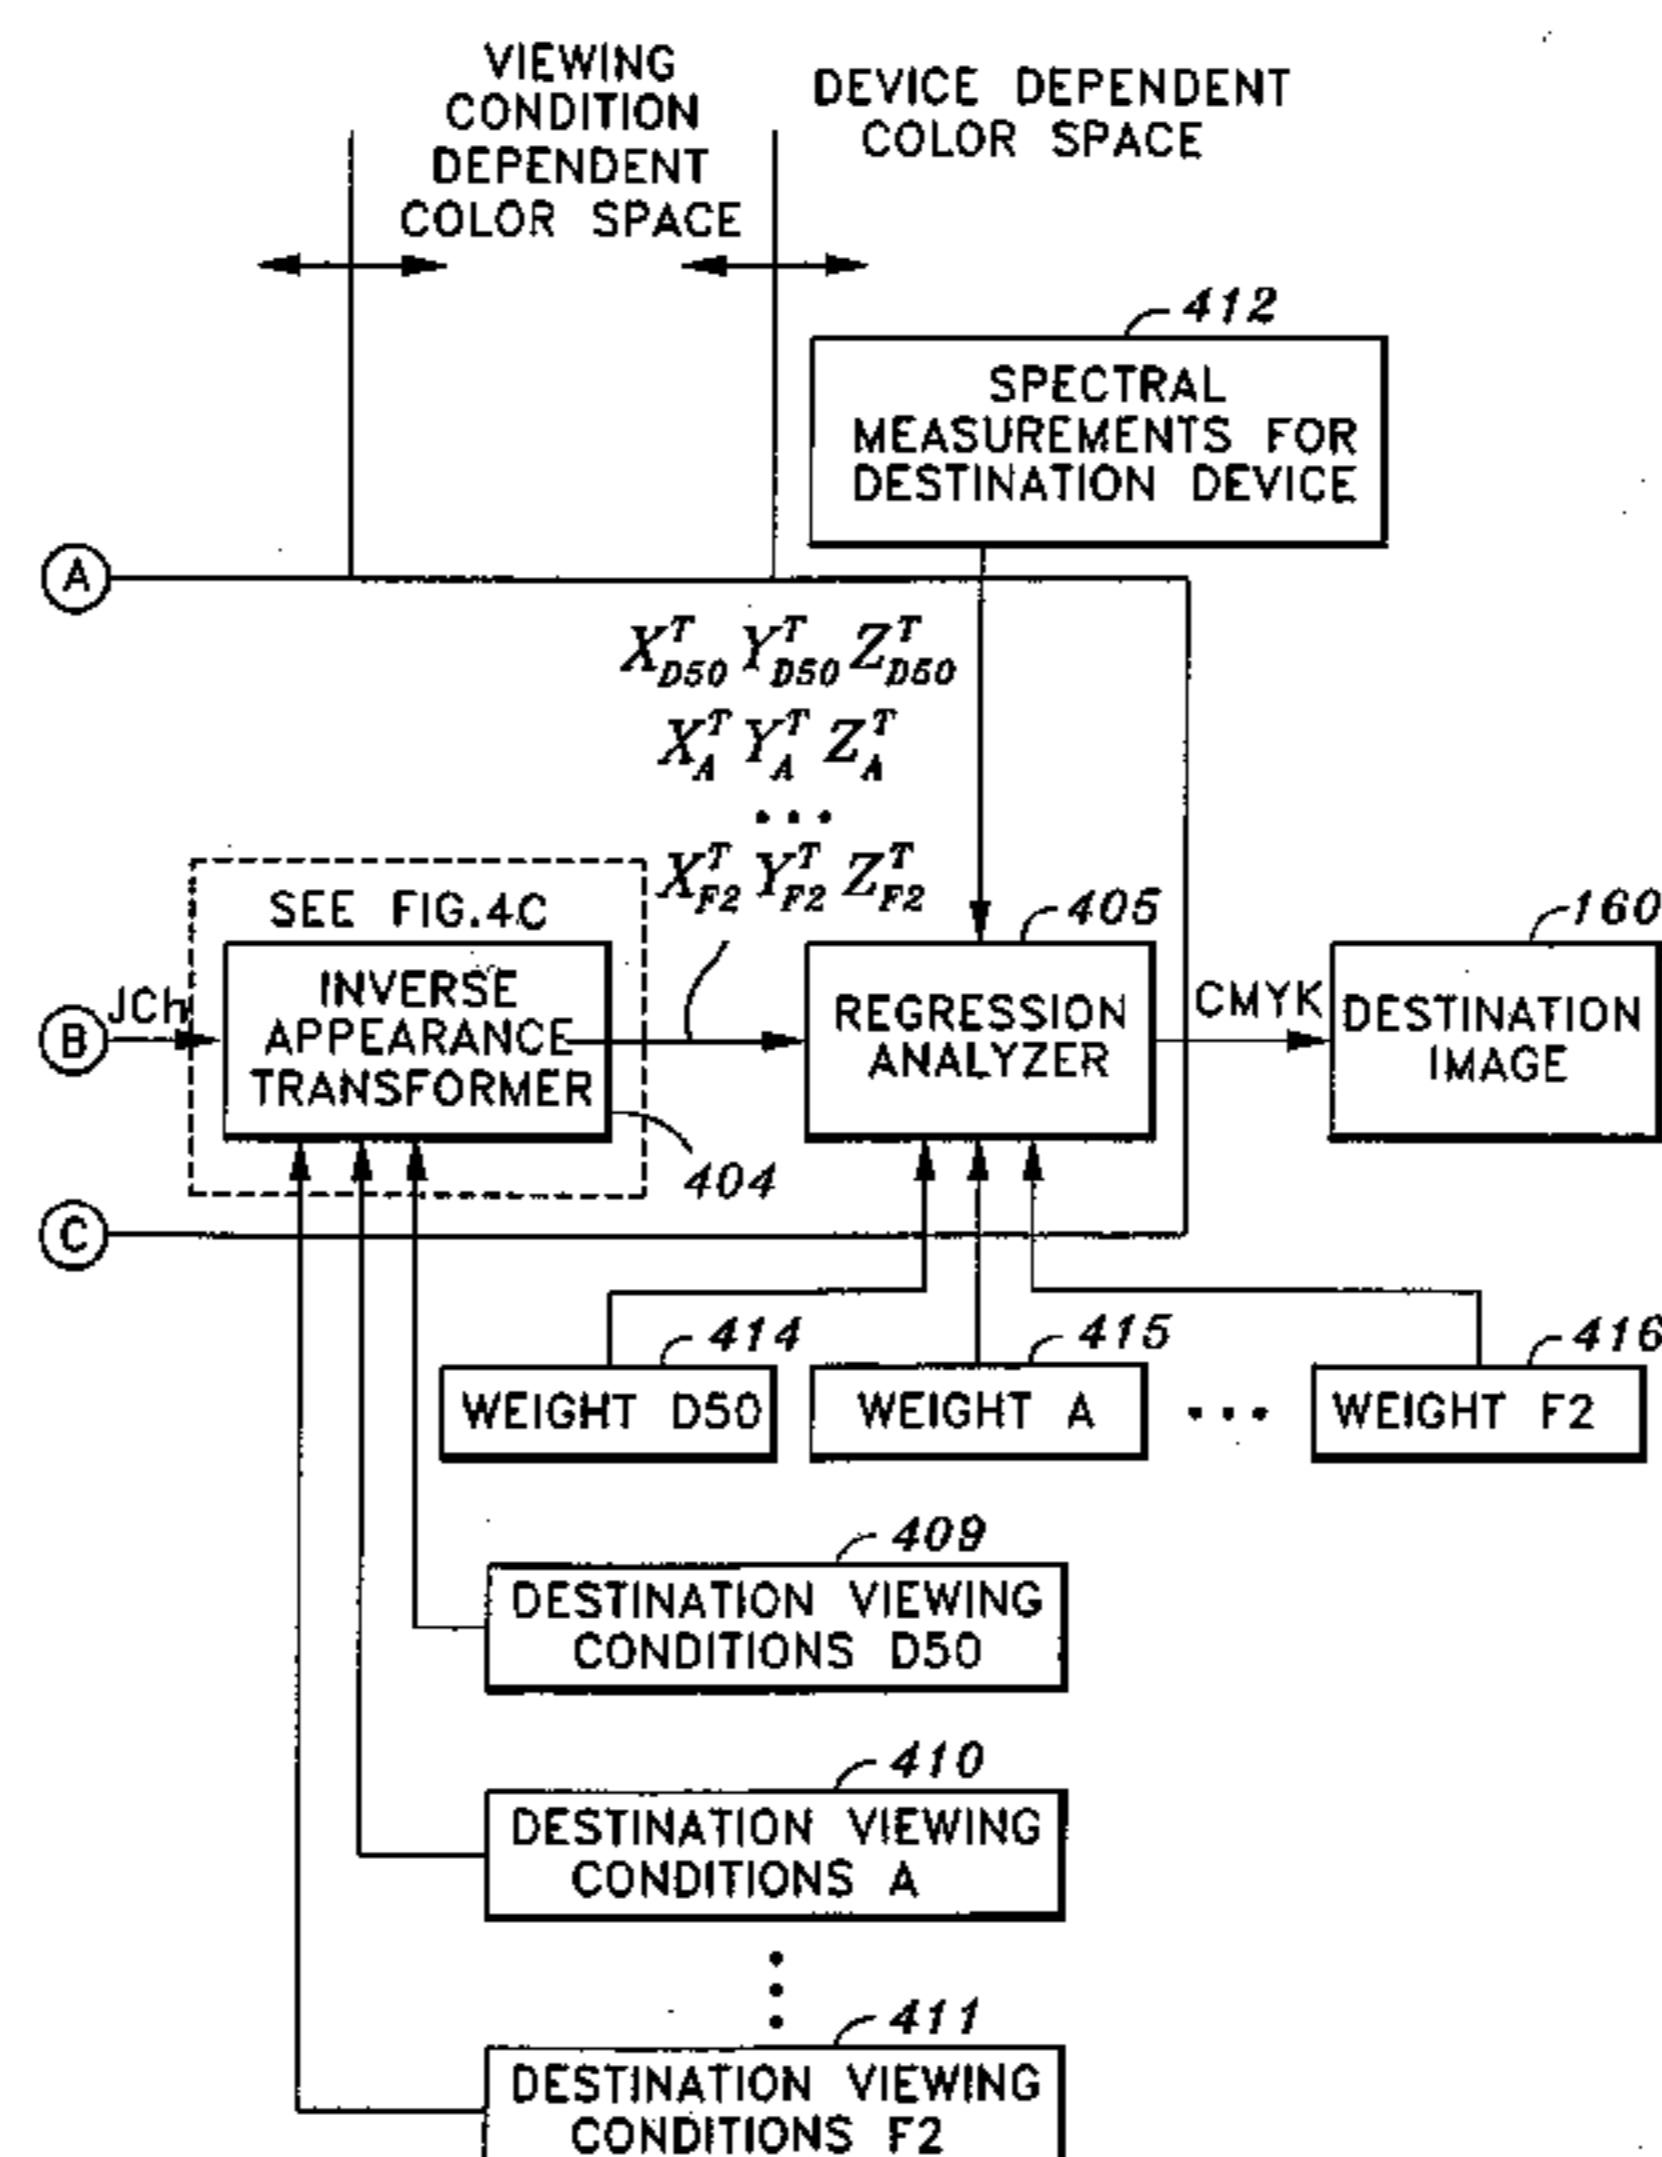 VIEWING
CONDITION
DEPENDENT
COLOR SPACE
DEVICE DEPENDENT
COLOR SPACE
412
SPECTRAL
MEASUREMENTS FOR
DESTINATION DEVICE
A
X^T_D50 Y^T_D50 Z^T_D50
X^T_A Y^T_A Z^T_A
...
X^T_F2 Y^T_F2 Z^T_F2
SEE FIG.4C
B
JCh
INVERSE
APPEARANCE
TRANSFORMER
404
405
REGRESSION
ANALYZER
CMYK
160
DESTINATION
IMAGE
C
414
WEIGHT D50
415
WEIGHT A
...
416
WEIGHT F2
409
DESTINATION VIEWING
CONDITIONS D50
410
DESTINATION VIEWING
CONDITIONS A
411
DESTINATION VIEWING
CONDITIONS F2